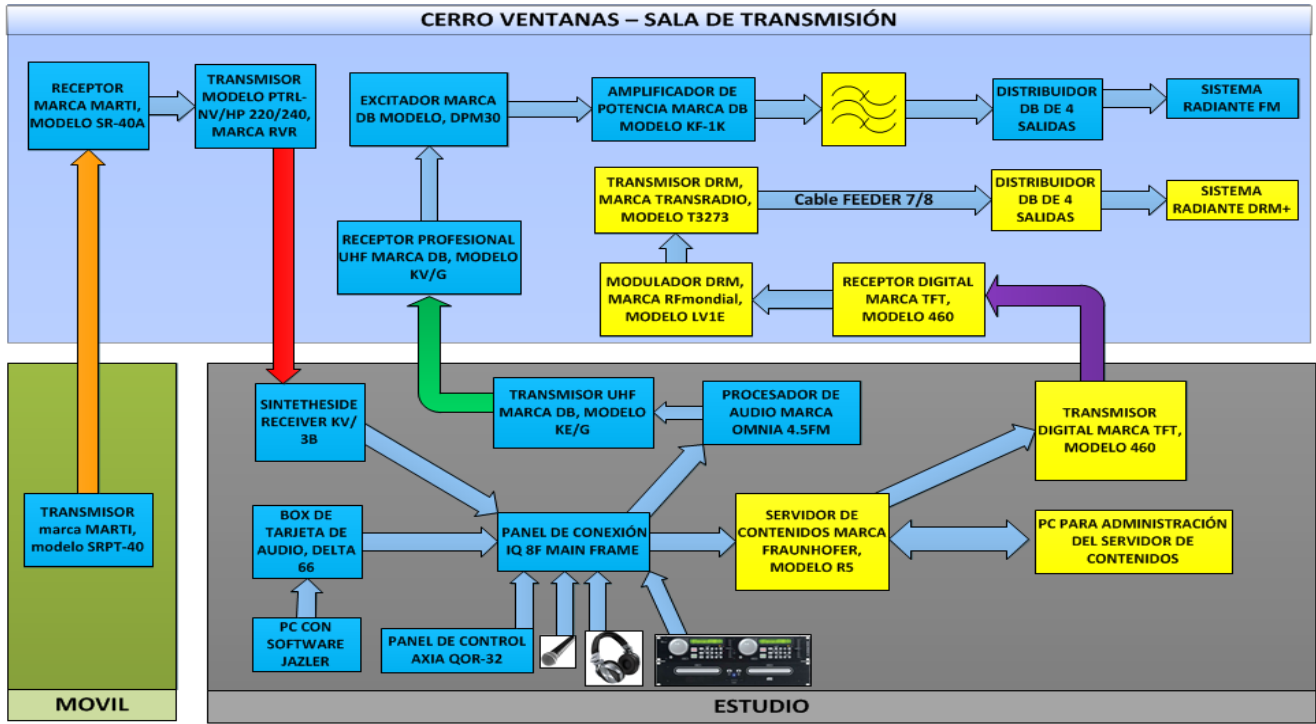 CERRO VENTANAS – SALA DE TRANSMISIÓN
RECEPTOR
MARCA MARTI,
MODELO SR-40A
TRANSMISOR
MODELO PTRL-
NV/HP 220/240,
MARCA RVR
EXCITADOR MARCA
DB MODELO, DPM30
AMPLIFICADOR DE
POTENCIA MARCA DB
MODELO KF-1K
DISTRIBUIDOR
DB DE 4
SALIDAS
SISTEMA
RADIANTE FM
TRANSMISOR DRM,
MARCA TRANSRADIO,
MODELO T3273
Cable FEEDER 7/8
DISTRIBUIDOR
DB DE 4
SALIDAS
SISTEMA
RADIANTE DRM+
RECEPTOR PROFESIONAL
UHF MARCA DB, MODELO
KV/G
MODULADOR DRM,
MARCA RFmondial,
MODELO LV1E
RECEPTOR DIGITAL
MARCA TFT,
MODELO 460
SINTETHESIDE
RECEIVER KV/
3B
TRANSMISOR UHF
MARCA DB, MODELO
KE/G
PROCESADOR DE
AUDIO MARCA
OMNIA 4.5FM
TRANSMISOR
DIGITAL MARCA TFT,
MODELO 460
TRANSMISOR
marca MARTI,
modelo SRPT-40
BOX DE
TARJETA DE
AUDIO, DELTA
66
PANEL DE CONEXIÓN
IQ 8F MAIN FRAME
SERVIDOR DE
CONTENIDOS MARCA
FRAUNHOFER,
MODELO R5
PC PARA ADMINISTRACIÓN
DEL SERVIDOR DE
CONTENIDOS
PC CON
SOFTWARE
JAZLER
PANEL DE CONTROL
AXIA QOR-32
MOVIL
ESTUDIO